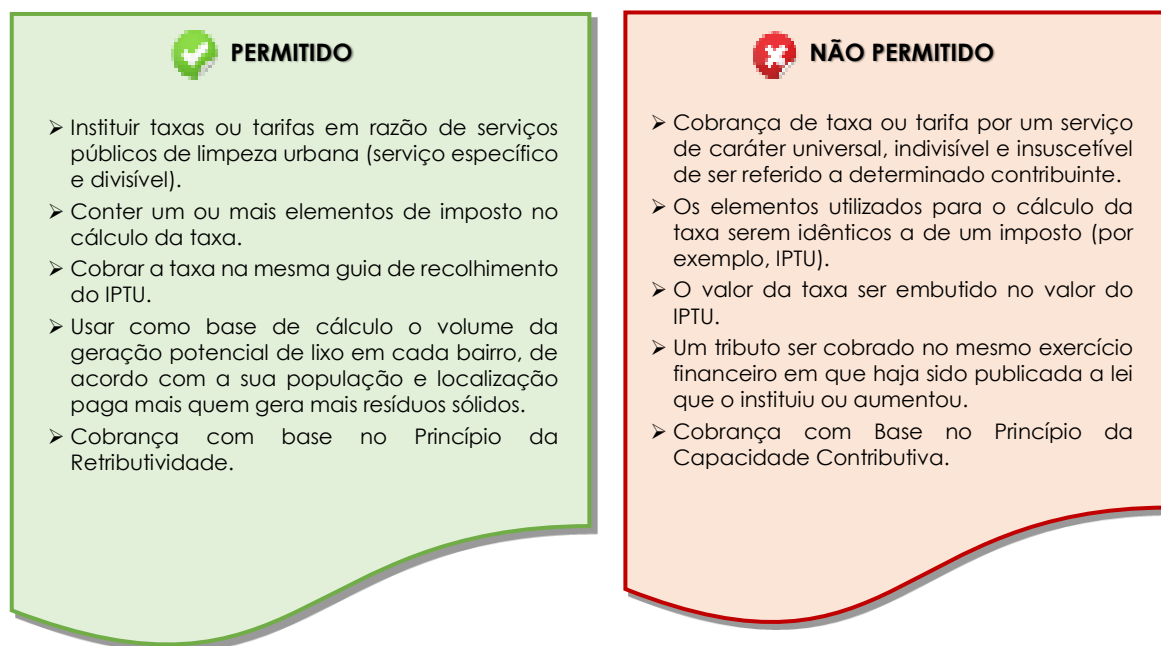 PERMITIDO
➢ Instituir taxas ou tarifas em razão de serviços
públicos de limpeza urbana (serviço específico
e divisível).
➢ Conter um ou mais elementos de imposto no
cálculo da taxa.
➢ Cobrar a taxa na mesma guia de recolhimento
do IPTU.
➢ Usar como base de cálculo o volume da
geração potencial de lixo em cada bairro, de
acordo com a sua população e localização
paga mais quem gera mais resíduos sólidos.
➢ Cobrança com base no Princípio da
Retributividade.
NÃO PERMITIDO
➢ Cobrança de taxa ou tarifa por um serviço
de caráter universal, indivisível e insuscetível
de ser referido a determinado contribuinte.
➢ Os elementos utilizados para o cálculo da
taxa serem idênticos a de um imposto (por
exemplo, IPTU).
➢ O valor da taxa ser embutido no valor do
IPTU.
➢ Um tributo ser cobrado no mesmo exercício
financeiro em que haja sido publicada a lei
que o instituiu ou aumentou.
➢ Cobrança com Base no Princípio da
Capacidade Contributiva.